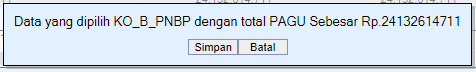 Data yang dipilih KO_B_PNBP dengan total PAGU Sebesar Rp.24132614711
Simpan Batal